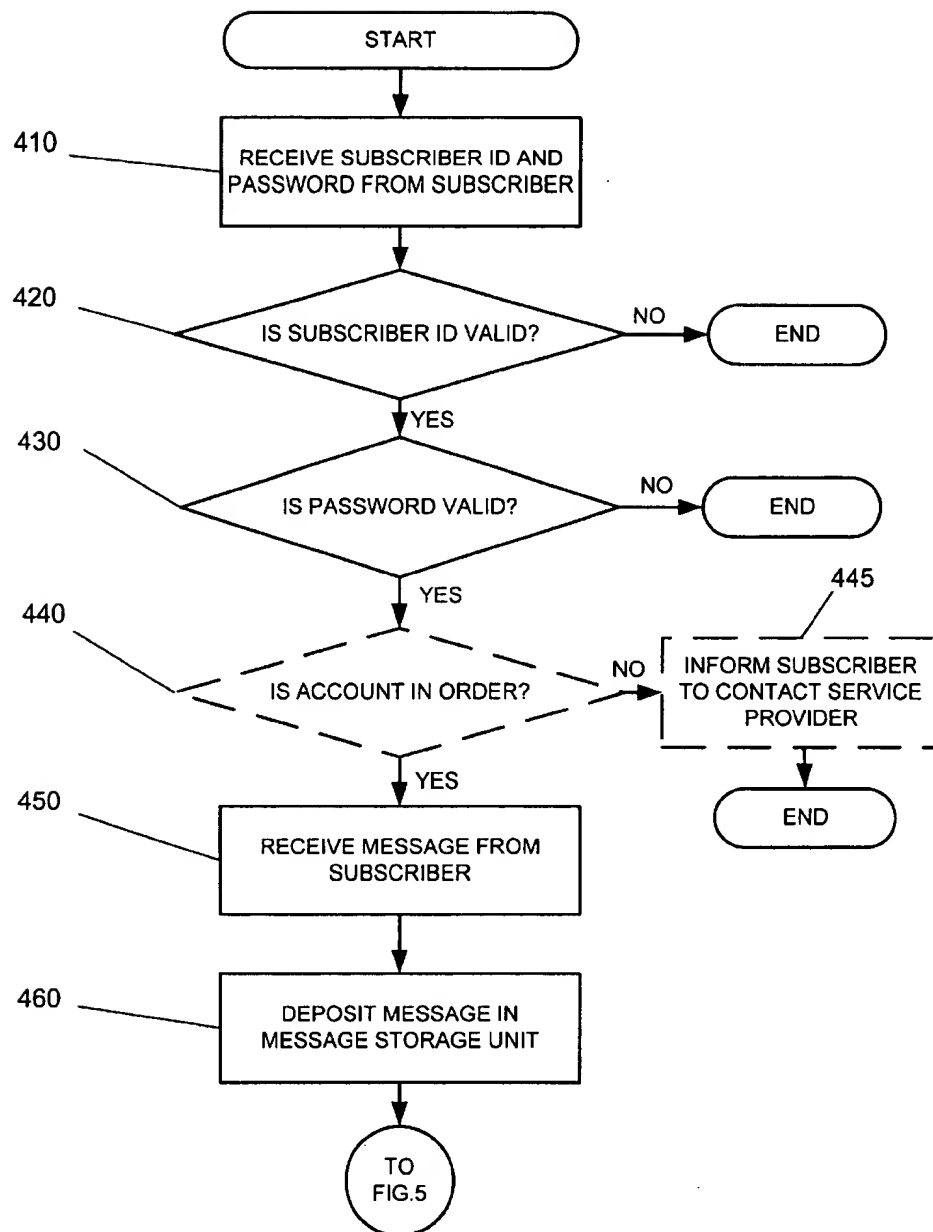 START
410
RECEIVE SUBSCRIBER ID AND
PASSWORD FROM SUBSCRIBER
420
IS SUBSCRIBER ID VALID?
NO
END
YES
430
IS PASSWORD VALID?
NO
END
YES
440
IS ACCOUNT IN ORDER?
NO
445
INFORM SUBSCRIBER
TO CONTACT SERVICE
PROVIDER
END
YES
450
RECEIVE MESSAGE FROM
SUBSCRIBER
460
DEPOSIT MESSAGE IN
MESSAGE STORAGE UNIT
TO
FIG.5